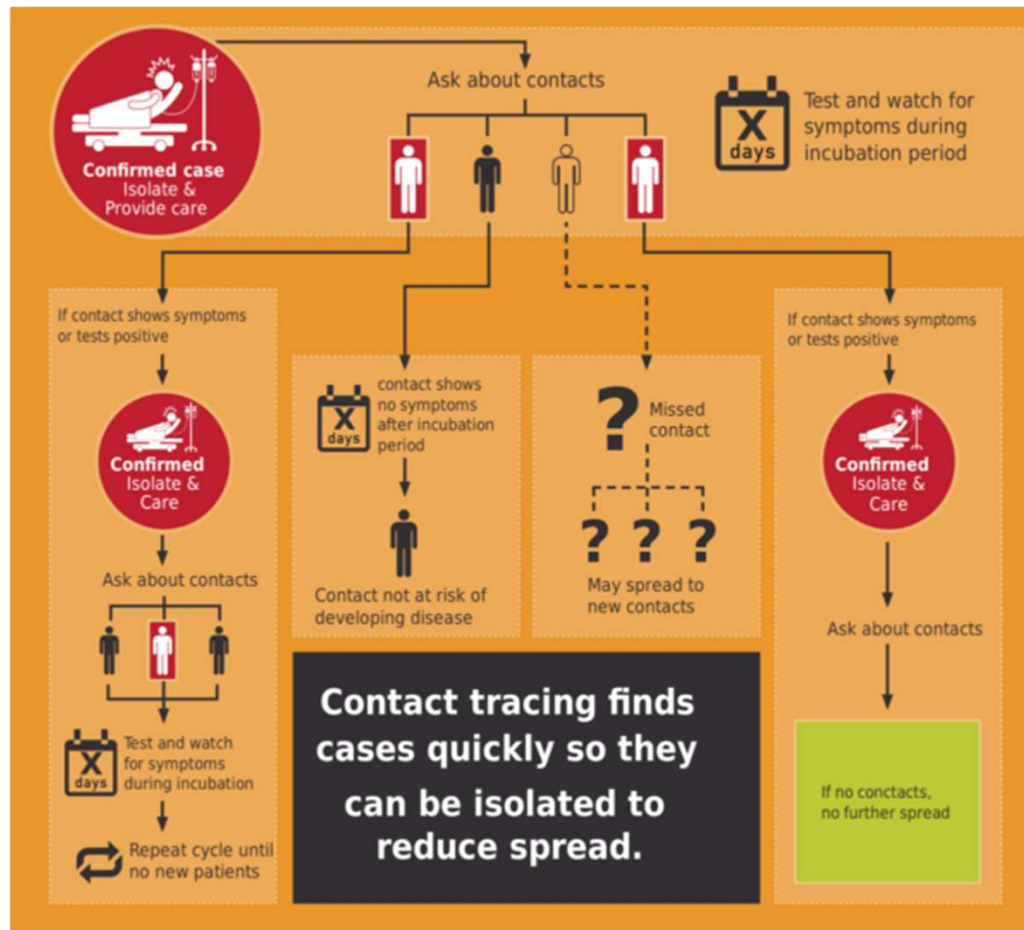 Confirmed case
Isolate &
Provide care
Ask about contacts
X
days
Test and watch for
symptoms during
incubation period
If contact shows symptoms
or tests positive
Confirmed
Isolate &
Care
Ask about contacts
X
days
Test and watch
for symptoms
during incubation
Repeat cycle until
no new patients
X
days
contact shows
no symptoms
after incubation
period
Contact not at risk of
developing disease
?
Missed
contact
? ? ?
May spread to
new contacts
If contact shows symptoms
or tests positive
Confirmed
Isolate &
Care
Ask about contacts
If no conctacts,
no further spread
Contact tracing finds
cases quickly so they
can be isolated to
reduce spread.